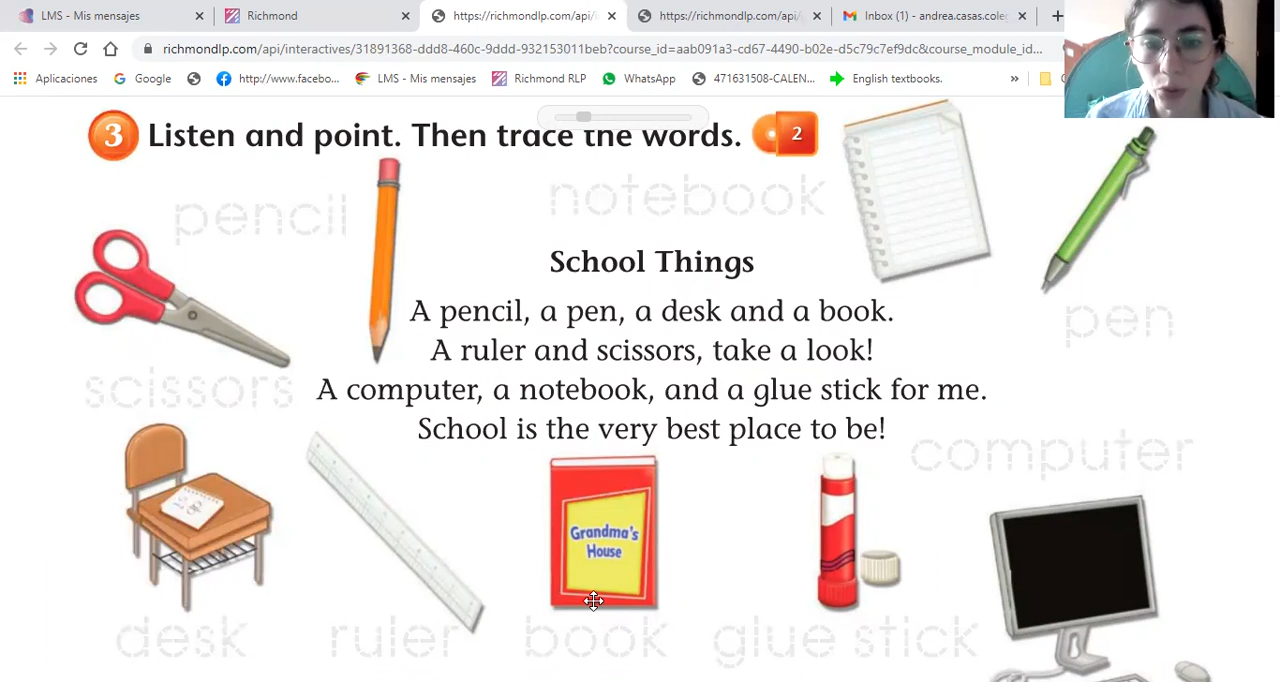 LMS - Mis mensajes
Richmond
https://richmondlp.com/api/i
https://richmondlp.com/api/
Inbox (1) - andrea.casas.cole
richmondlp.com/api/interactives/31891368-drd8-460c-9ddd-932153011beb?course_id=aab091a3-cd67-4490-b02e-d5c79c7ef9dc&course_module_id...
Aplicaciones
Google
http://www.facebo...
LMS - Mis mensajes
Richmond RLP
WhatsApp
471631508-CALEN...
English textbooks.
»
3 Listen and point. Then trace the words. 2
pencil
notebook
School Things
A pencil, a pen, a desk and a book.
pen
A ruler and scissors, take a look!
scissors
A computer, a notebook, and a glue stick for me.
School is the very best place to be!
computer
Grandma's
House
desk
ruler
book
glue stick